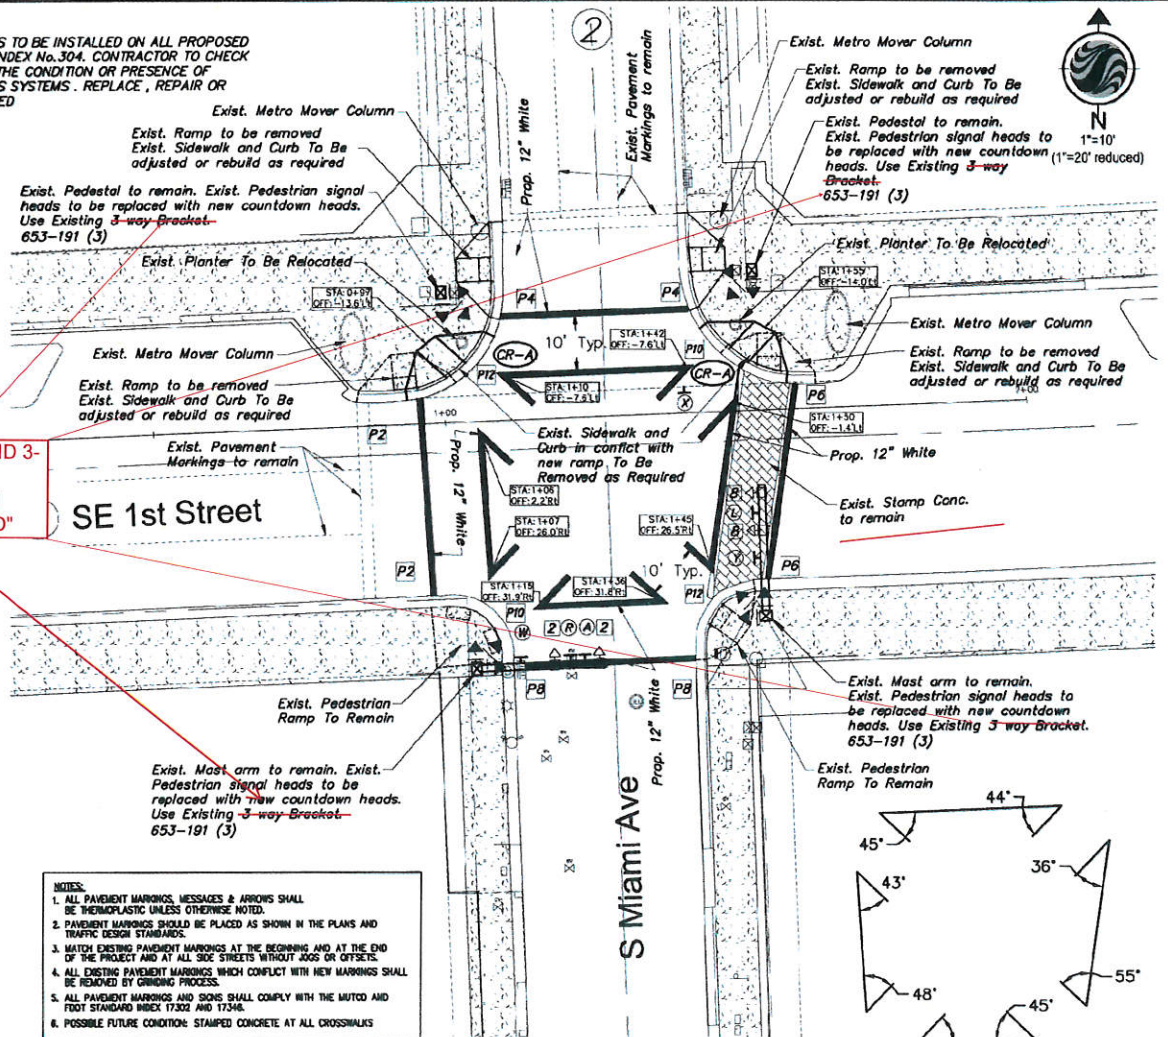 S TO BE INSTALLED ON ALL PROPOSED
NDEX No.304. CONTRACTOR TO CHECK
THE CONDITION OR PRESENCE OF
S SYSTEMS. REPLACE, REPAIR OR
ED
2
Exist. Metro Mover Column
Exist. Ramp to be removed
Exist. Sidewalk and Curb To Be
adjusted or rebuild as required
Exist. Pedestal to remain. Exist. Pedestrian signal
heads to be replaced with new countdown heads.
Use Existing 3 way Bracket.
653-191 (3)
Exist. Planter To Be Relocated
STA: 0+97
OFF: -13.6'Lt
Exist. Metro Mover Column
Exist. Ramp to be removed
Exist. Sidewalk and Curb To Be
adjusted or rebuild as required
Prop. 12" White
Exist. Pavement
Markings to remain
Exist. Metro Mover Column
Exist. Ramp to be removed
Exist. Sidewalk and Curb To Be
adjusted or rebuild as required
Exist. Pedestal to remain.
Exist. Pedestrian signal heads to
be replaced with new countdown
heads. Use Existing 3 way
Bracket.
653-191 (3)
N
1"=10'
(1"=20' reduced)
Exist. Planter To Be Relocated
STA: 1+55
OFF: -14.0'Lt
Exist. Metro Mover Column
Exist. Ramp to be removed
Exist. Sidewalk and Curb To Be
adjusted or rebuild as required
P4
P4
10' Typ.
STA: 1+42
OFF: -7.6'Lt
P10
CR-A
CR-A
P12
STA: 1+10
OFF: -7.5'Lt
X
P6
1+00
1+00
STA: 1+50
OFF: -1.4'Lt
P2
Exist. Pavement
Markings to remain
Prop. 12" White
Exist. Sidewalk and
Curb in conflict with
new ramp To Be
Removed as Required
Prop. 12" White
Exist. Stamp Conc.
to remain
ID 3-
D"
SE 1st Street
STA: 1+06
OFF: 2.2'Rt
STA: 1+07
OFF: 26.0'Rt
STA: 1+45
OFF: 26.5'Rt
8
L
8
Y
P2
P6
10' Typ.
STA: 1+15
OFF: 31.9'Rt
STA: 1+36
OFF: 31.8'Rt
P12
P10
W
2 R A 2
P8
P8
Exist. Pedestrian
Ramp To Remain
Exist. Mast arm to remain. Exist.
Pedestrian signal heads to be
replaced with new countdown heads.
Use Existing 3 way Bracket.
653-191 (3)
Prop. 12" White
S Miami Ave
Exist. Mast arm to remain.
Exist. Pedestrian signal heads to
be replaced with new countdown
heads. Use Existing 3 way Bracket.
653-191 (3)
Exist. Pedestrian
Ramp To Remain
44°
45°
36°
43°
48°
55°
45°
NOTES:
1. ALL PAVEMENT MARKINGS, MESSAGES & ARROWS SHALL
BE THERMOPLASTIC UNLESS OTHERWISE NOTED.
2. PAVEMENT MARKINGS SHOULD BE PLACED AS SHOWN IN THE PLANS AND
TRAFFIC DESIGN STANDARDS.
3. MATCH EXISTING PAVEMENT MARKINGS AT THE BEGINNING AND AT THE END
OF THE PROJECT AND AT ALL SIDE STREETS WITHOUT JOGS OR OFFSETS.
4. ALL EXISTING PAVEMENT MARKINGS WHICH CONFLICT WITH NEW MARKINGS SHALL
BE REMOVED BY GRINDING PROCESS.
5. ALL PAVEMENT MARKINGS AND SIGNS SHALL COMPLY WITH THE MUTCD AND
FDOT STANDARD INDEX 17302 AND 17346.
6. POSSIBLE FUTURE CONDITION: STAMPED CONCRETE AT ALL CROSSWALKS